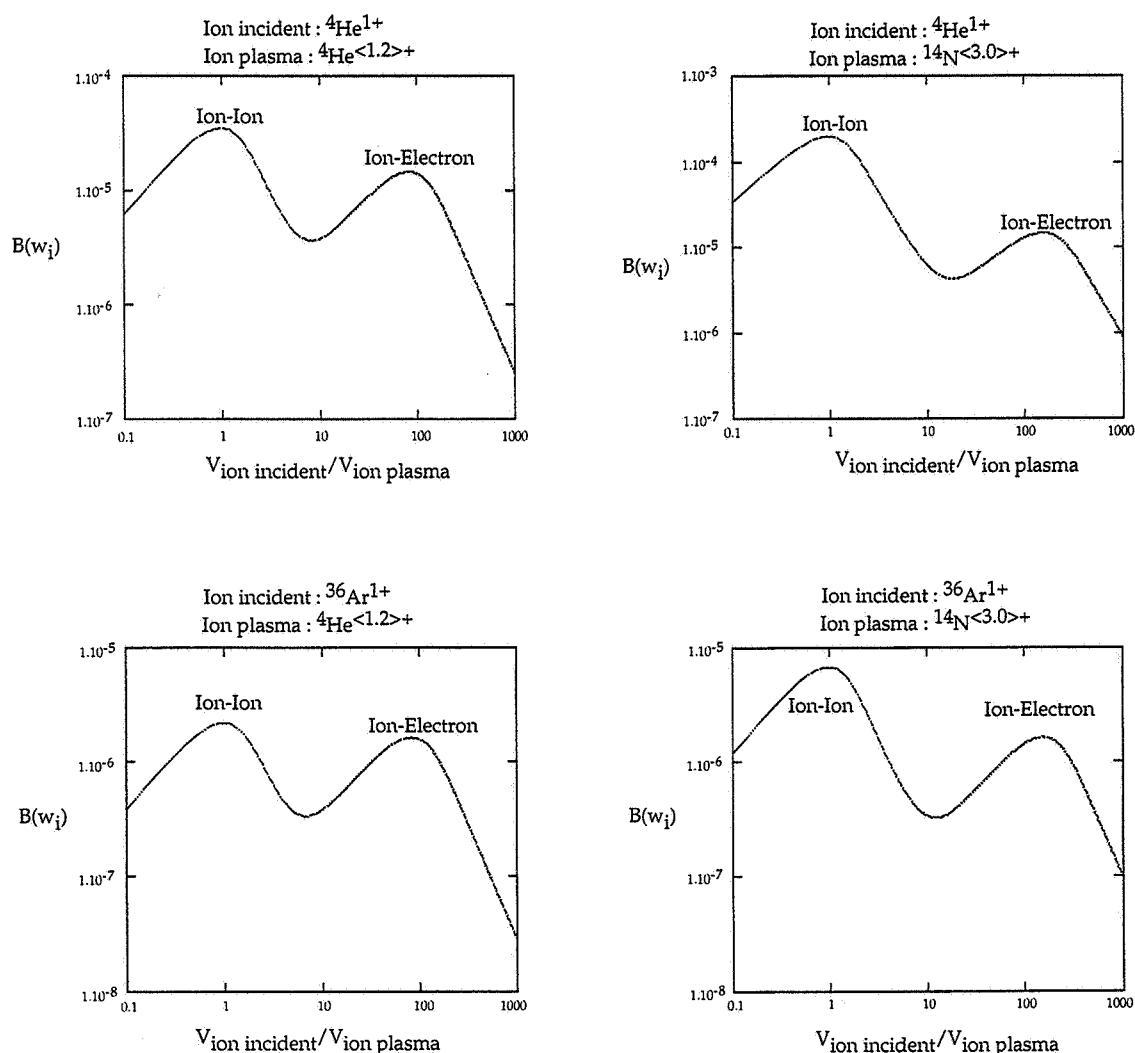 Ion incident : 4He1+
Ion plasma : 4He<1.2>+
1.10-4
1.10-5
1.10-6
1.10-7
B(wi)
Ion-Ion
Ion-Electron
0.1 1 10 100 1000
Vion incident/Vion plasma
Ion incident : 4He1+
Ion plasma : 14N<3.0>+
1.10-3
1.10-4
1.10-5
1.10-6
1.10-7
B(wi)
Ion-Ion
Ion-Electron
0.1 1 10 100 1000
Vion incident/Vion plasma
Ion incident : 36Ar1+
Ion plasma : 4He<1.2>+
1.10-5
1.10-6
1.10-7
1.10-8
B(wi)
Ion-Ion
Ion-Electron
0.1 1 10 100 1000
Vion incident/Vion plasma
Ion incident : 36Ar1+
Ion plasma : 14N<3.0>+
1.10-5
1.10-6
1.10-7
1.10-8
B(wi)
Ion-Ion
Ion-Electron
0.1 1 10 100 1000
Vion incident/Vion plasma